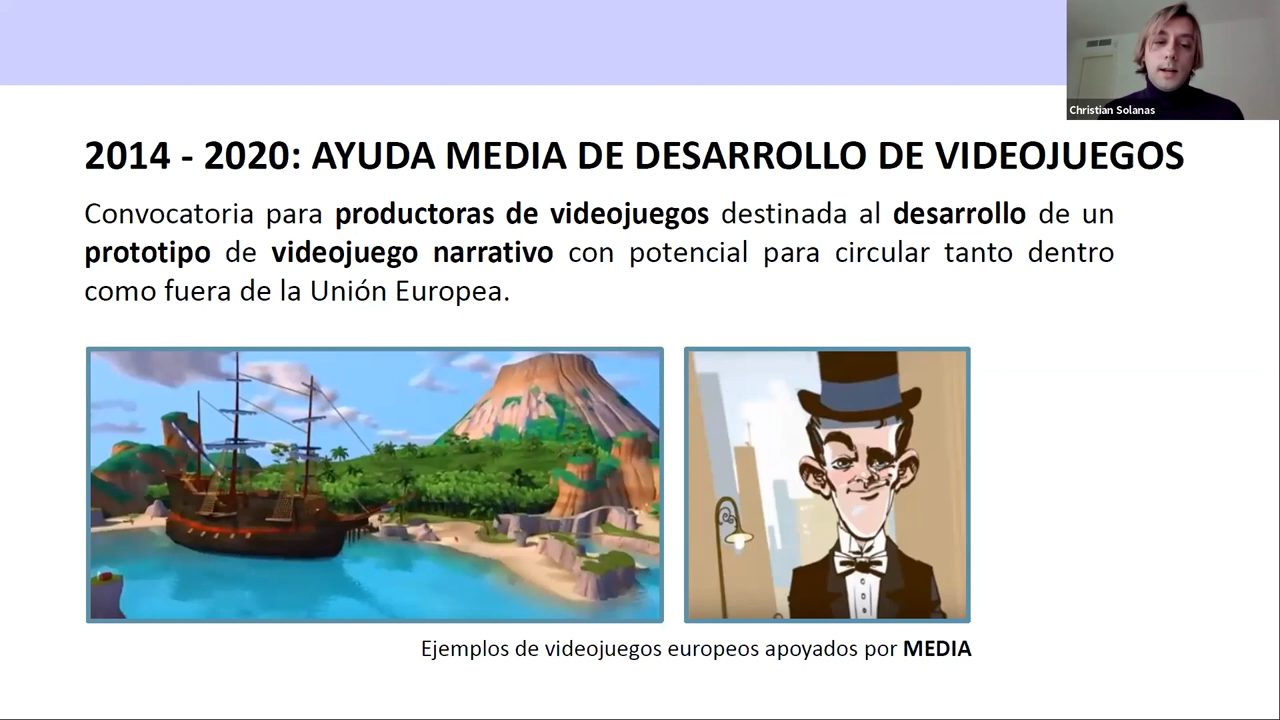 Christian Solanas
2014 - 2020: AYUDA MEDIA DE DESARROLLO DE VIDEOJUEGOS
Convocatoria para productoras de videojuegos destinada al desarrollo de un
prototipo de videojuego narrativo con potencial para circular tanto dentro
como fuera de la Unión Europea.
Ejemplos de videojuegos europeos apoyados por MEDIA